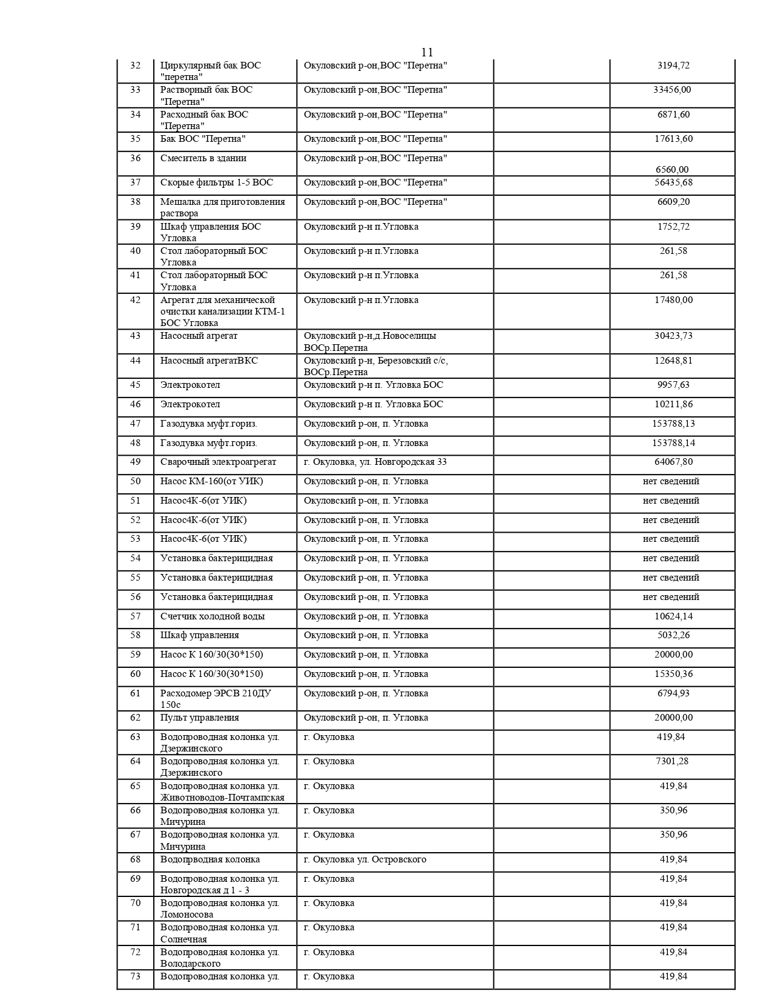 11
32 Циркулярный бак ВОС Окуловский р-он,ВОС "Перетна" 3194,72
"перетна"
33 Растворный бак ВОС Окуловский р-он,ВОС "Перетна" 33456,00
"Перетна"
34 Расходный бак ВОС Окуловский р-он,ВОС "Перетна" 6871,60
"Перетна"
35 Бак ВОС "Перетна" Окуловский р-он,ВОС "Перетна" 17613,60
36 Смеситель в здании Окуловский р-он,ВОС "Перетна"
6560,00
37 Скорые фильтры 1-5 ВОС Окуловский р-он,ВОС "Перетна" 56435,68
38 Мешалка для приготовления Окуловский р-он,ВОС "Перетна" 6609,20
раствора
39 Шкаф управления БОС Окуловский р-н п.Угловка 1752,72
Угловка
40 Стол лабораторный БОС Окуловский р-н п.Угловка 261,58
Угловка
41 Стол лабораторный БОС Окуловский р-н п.Угловка 261,58
Угловка
42 Агрегат для механической Окуловский р-н п.Угловка 17480,00
очистки канализации КТМ-1
БОС Угловка
43 Насосный агрегат Окуловский р-н,д.Новоселицы 30423,73
ВОСр.Перетна
44 Насосный агрегатВКС Окуловский р-н, Березовский с/с, 12648,81
ВОСр.Перетна
45 Электрокотел Окуловский р-н п. Угловка БОС 9957,63
46 Электрокотел Окуловский р-н п. Угловка БОС 10211,86
47 Газодувка муфт.гориз. Окуловский р-он, п. Угловка 153788,13
48 Газодувка муфт.гориз. Окуловский р-он, п. Угловка 153788,14
49 Сварочный электроагрегат г. Окуловка, ул. Новгородская 33 64067,80
50 Насос КМ-160(от УИК) Окуловский р-он, п. Угловка нет сведений
51 Насос4К-6(от УИК) Окуловский р-он, п. Угловка нет сведений
52 Насос4К-6(от УИК) Окуловский р-он, п. Угловка нет сведений
53 Насос4К-6(от УИК) Окуловский р-он, п. Угловка нет сведений
54 Установка бактерицидная Окуловский р-он, п. Угловка нет сведений
55 Установка бактерицидная Окуловский р-он, п. Угловка нет сведений
56 Установка бактерицидная Окуловский р-он, п. Угловка нет сведений
57 Счетчик холодной воды Окуловский р-он, п. Угловка 10624,14
58 Шкаф управления Окуловский р-он, п. Угловка 5032,26
59 Насос К 160/30(30*150) Окуловский р-он, п. Угловка 20000,00
60 Насос К 160/30(30*150) Окуловский р-он, п. Угловка 15350,36
61 Расходомер ЭРСВ 210ДУ Окуловский р-он, п. Угловка 6794,93
150с
62 Пульт управления Окуловский р-он, п. Угловка 20000,00
63 Водопроводная колонка ул. г. Окуловка 419,84
Дзержинского
64 Водопроводная колонка ул. г. Окуловка 7301,28
Дзержинского
65 Водопроводная колонка ул. г. Окуловка 419,84
Животноводов-Почтампская
66 Водопроводная колонка ул. г. Окуловка 350,96
Мичурина
67 Водопроводная колонка ул. г. Окуловка 350,96
Мичурина
68 Водопрводная колонка г. Окуловка ул. Островского 419,84
69 Водопроводная колонка ул. г. Окуловка 419,84
Новгородская д 1 - 3
70 Водопроводная колонка ул. г. Окуловка 419,84
Ломоносова
71 Водопроводная колонка ул. г. Окуловка 419,84
Солнечная
72 Водопроводная колонка ул. г. Окуловка 419,84
Володарского
73 Водопроводная колонка ул. г. Окуловка 419,84